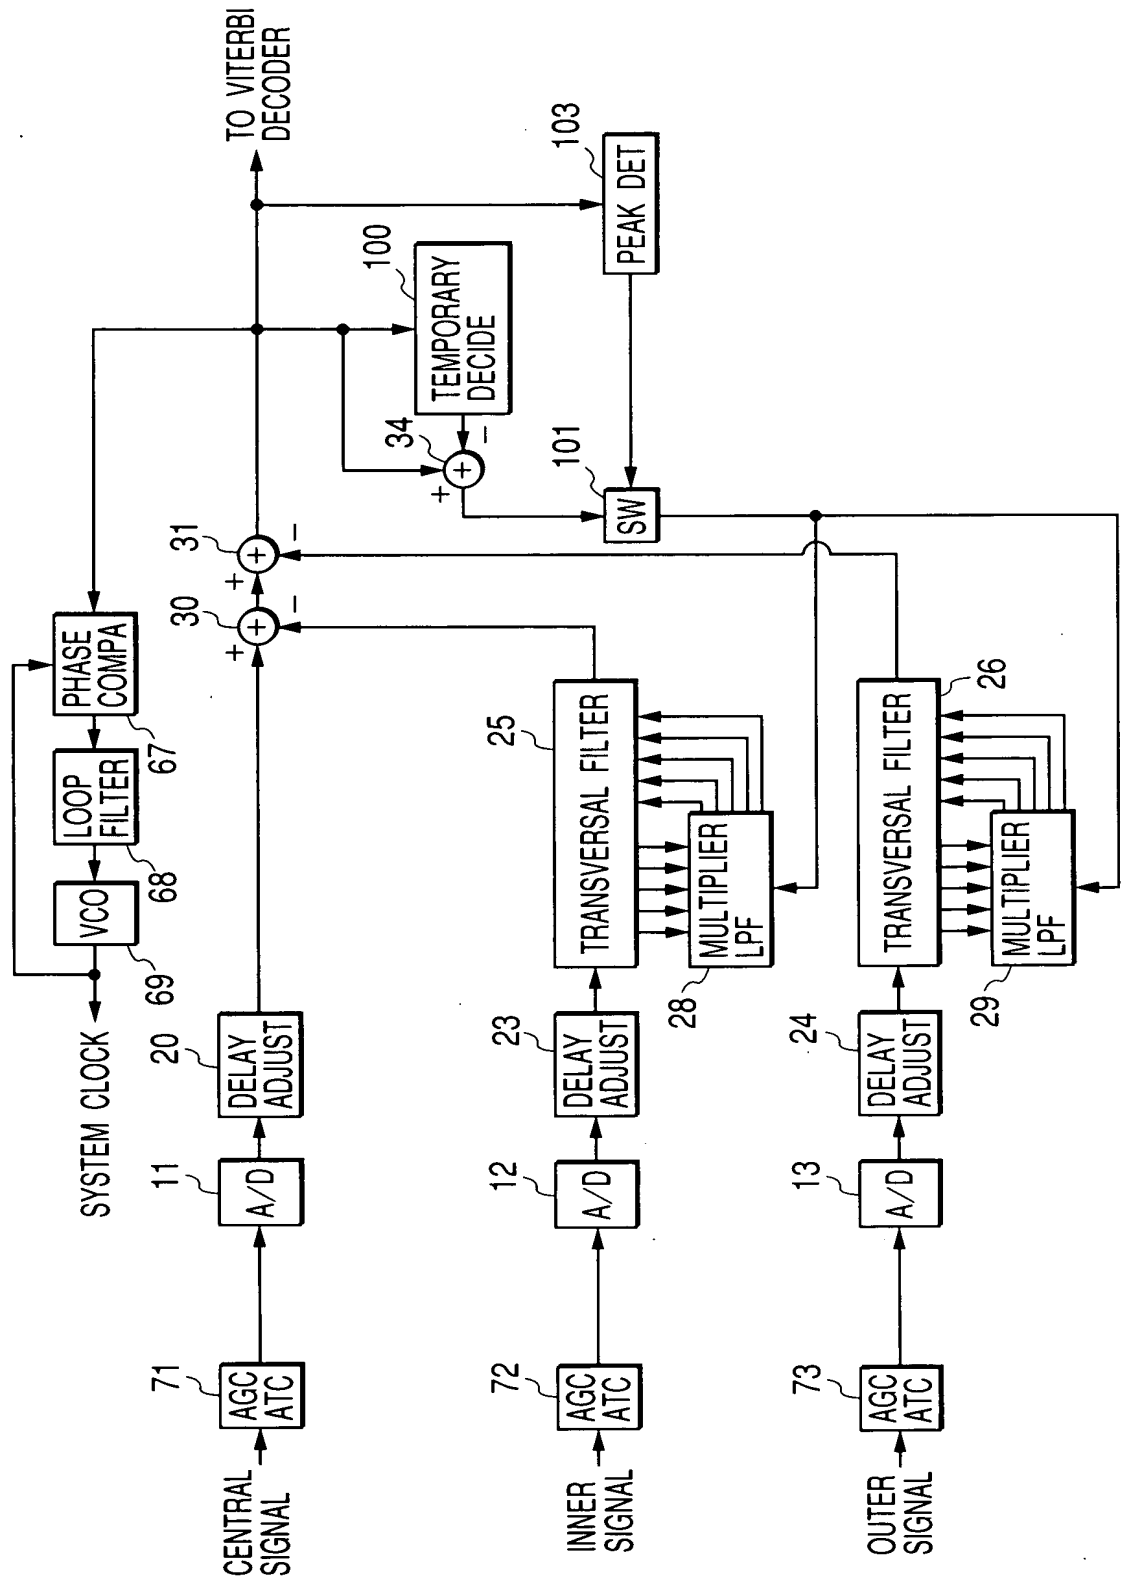 SYSTEM CLOCK
69
VCO
68
LOOP
FILTER
67
PHASE
COMPA
CENTRAL
SIGNAL
71
AGC
ATC
11
A/D
20
DELAY
ADJUST
30
+
+
−
31
+
+
−
TO VITERBI
DECODER
34
+
+
−
100
TEMPORARY
DECIDE
101
SW
103
PEAK DET
INNER
SIGNAL
72
AGC
ATC
12
A/D
23
DELAY
ADJUST
25
TRANSVERSAL FILTER
28
MULTIPLIER
LPF
OUTER
SIGNAL
73
AGC
ATC
13
A/D
24
DELAY
ADJUST
26
TRANSVERSAL FILTER
29
MULTIPLIER
LPF